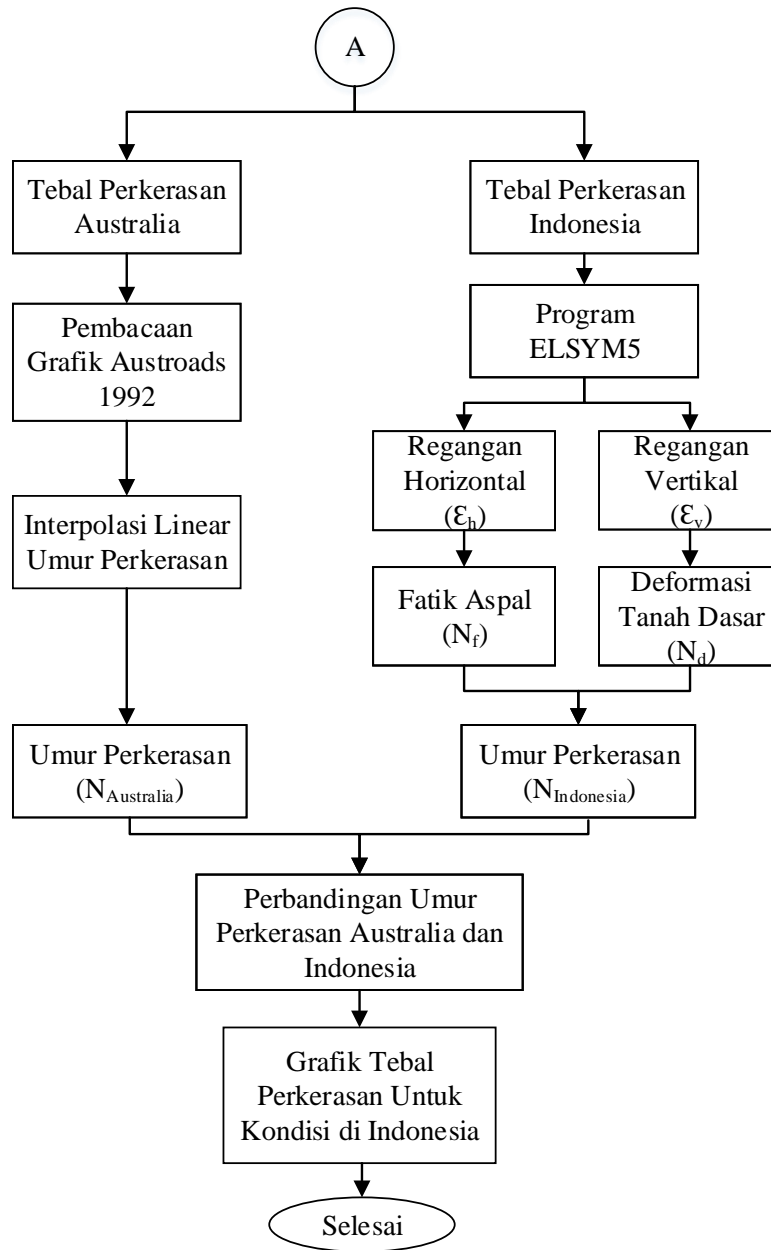 A
Tebal Perkerasan
Australia
Tebal Perkerasan
Indonesia
Pembacaan
Grafik Austroads
1992
Program
ELSYM5
Regangan
Horizontal
(Ɛh)
Regangan
Vertikal
(Ɛv)
Interpolasi Linear
Umur Perkerasan
Fatik Aspal
(Nf)
Deformasi
Tanah Dasar
(Nd)
Umur Perkerasan
(NAustralia)
Umur Perkerasan
(NIndonesia)
Perbandingan Umur
Perkerasan Australia dan
Indonesia
Grafik Tebal
Perkerasan Untuk
Kondisi di Indonesia
Selesai